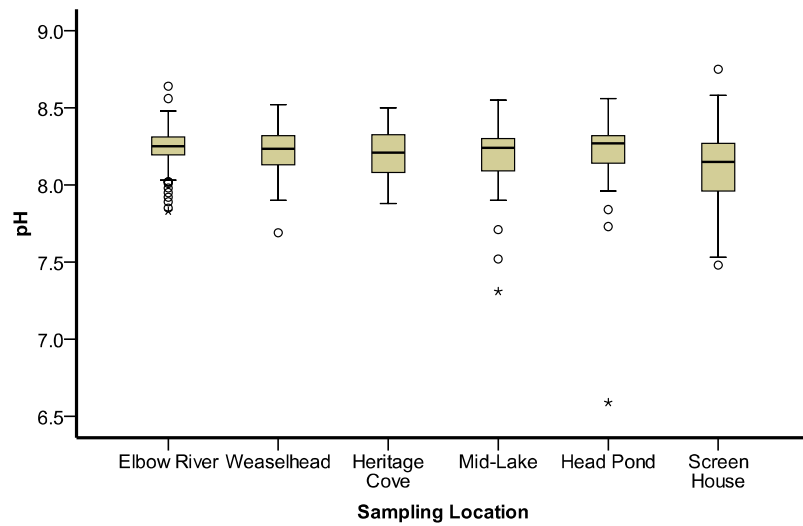 9.0
8.5
8.0
7.5
7.0
6.5
pH
Elbow River Weaselhead Heritage Cove Mid-Lake Head Pond Screen House
Sampling Location